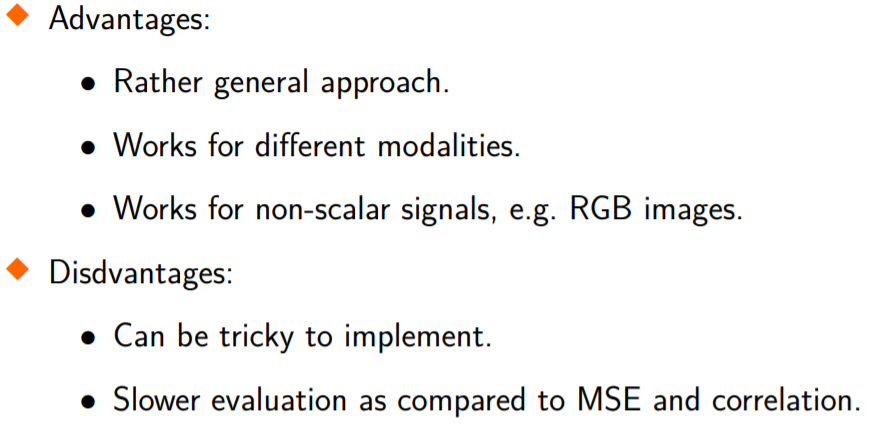 ◆ Advantages:
● Rather general approach.
● Works for different modalities.
● Works for non-scalar signals, e.g. RGB images.
◆ Disdvantages:
● Can be tricky to implement.
● Slower evaluation as compared to MSE and correlation.